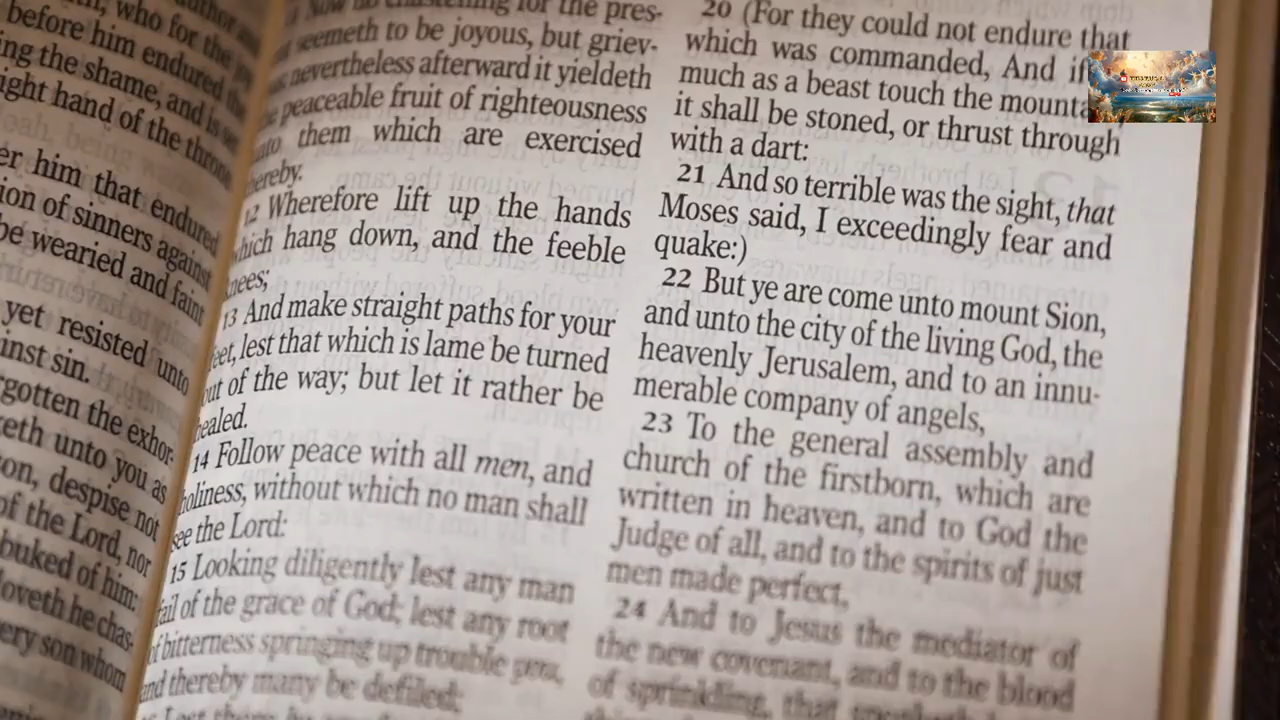 who for the
before him endured the
ing the shame, and is set
ight hand of the throne
er him that endured
ion of sinners against
be wearied and faint
yet resisted unto
inst sin.
gotten the exhor-
eth unto you as
on, despise not
of the Lord, nor
buked of him:
loveth he chas-
ery son whom
Now no chastening for the pres-
seemeth to be joyous, but griev-
nevertheless afterward it yieldeth
peaceable fruit of righteousness
unto them which are exercised
thereby.
12 Wherefore lift up the hands
which hang down, and the feeble
knees;
13 And make straight paths for your
feet, lest that which is lame be turned
out of the way; but let it rather be
healed.
14 Follow peace with all men, and
holiness, without which no man shall
see the Lord:
15 Looking diligently lest any man
fail of the grace of God; lest any root
of bitterness springing up trouble you,
and thereby many be defiled;
20 (For they could not endure that
which was commanded, And if
much as a beast touch the mounta
it shall be stoned, or thrust through
with a dart:
21 And so terrible was the sight, that
Moses said, I exceedingly fear and
quake:)
22 But ye are come unto mount Sion,
and unto the city of the living God, the
heavenly Jerusalem, and to an innu-
merable company of angels,
23 To the general assembly and
church of the firstborn, which are
written in heaven, and to God the
Judge of all, and to the spirits of just
men made perfect,
24 And to Jesus the mediator of
the new covenant, and to the blood
of sprinkling, that speaketh